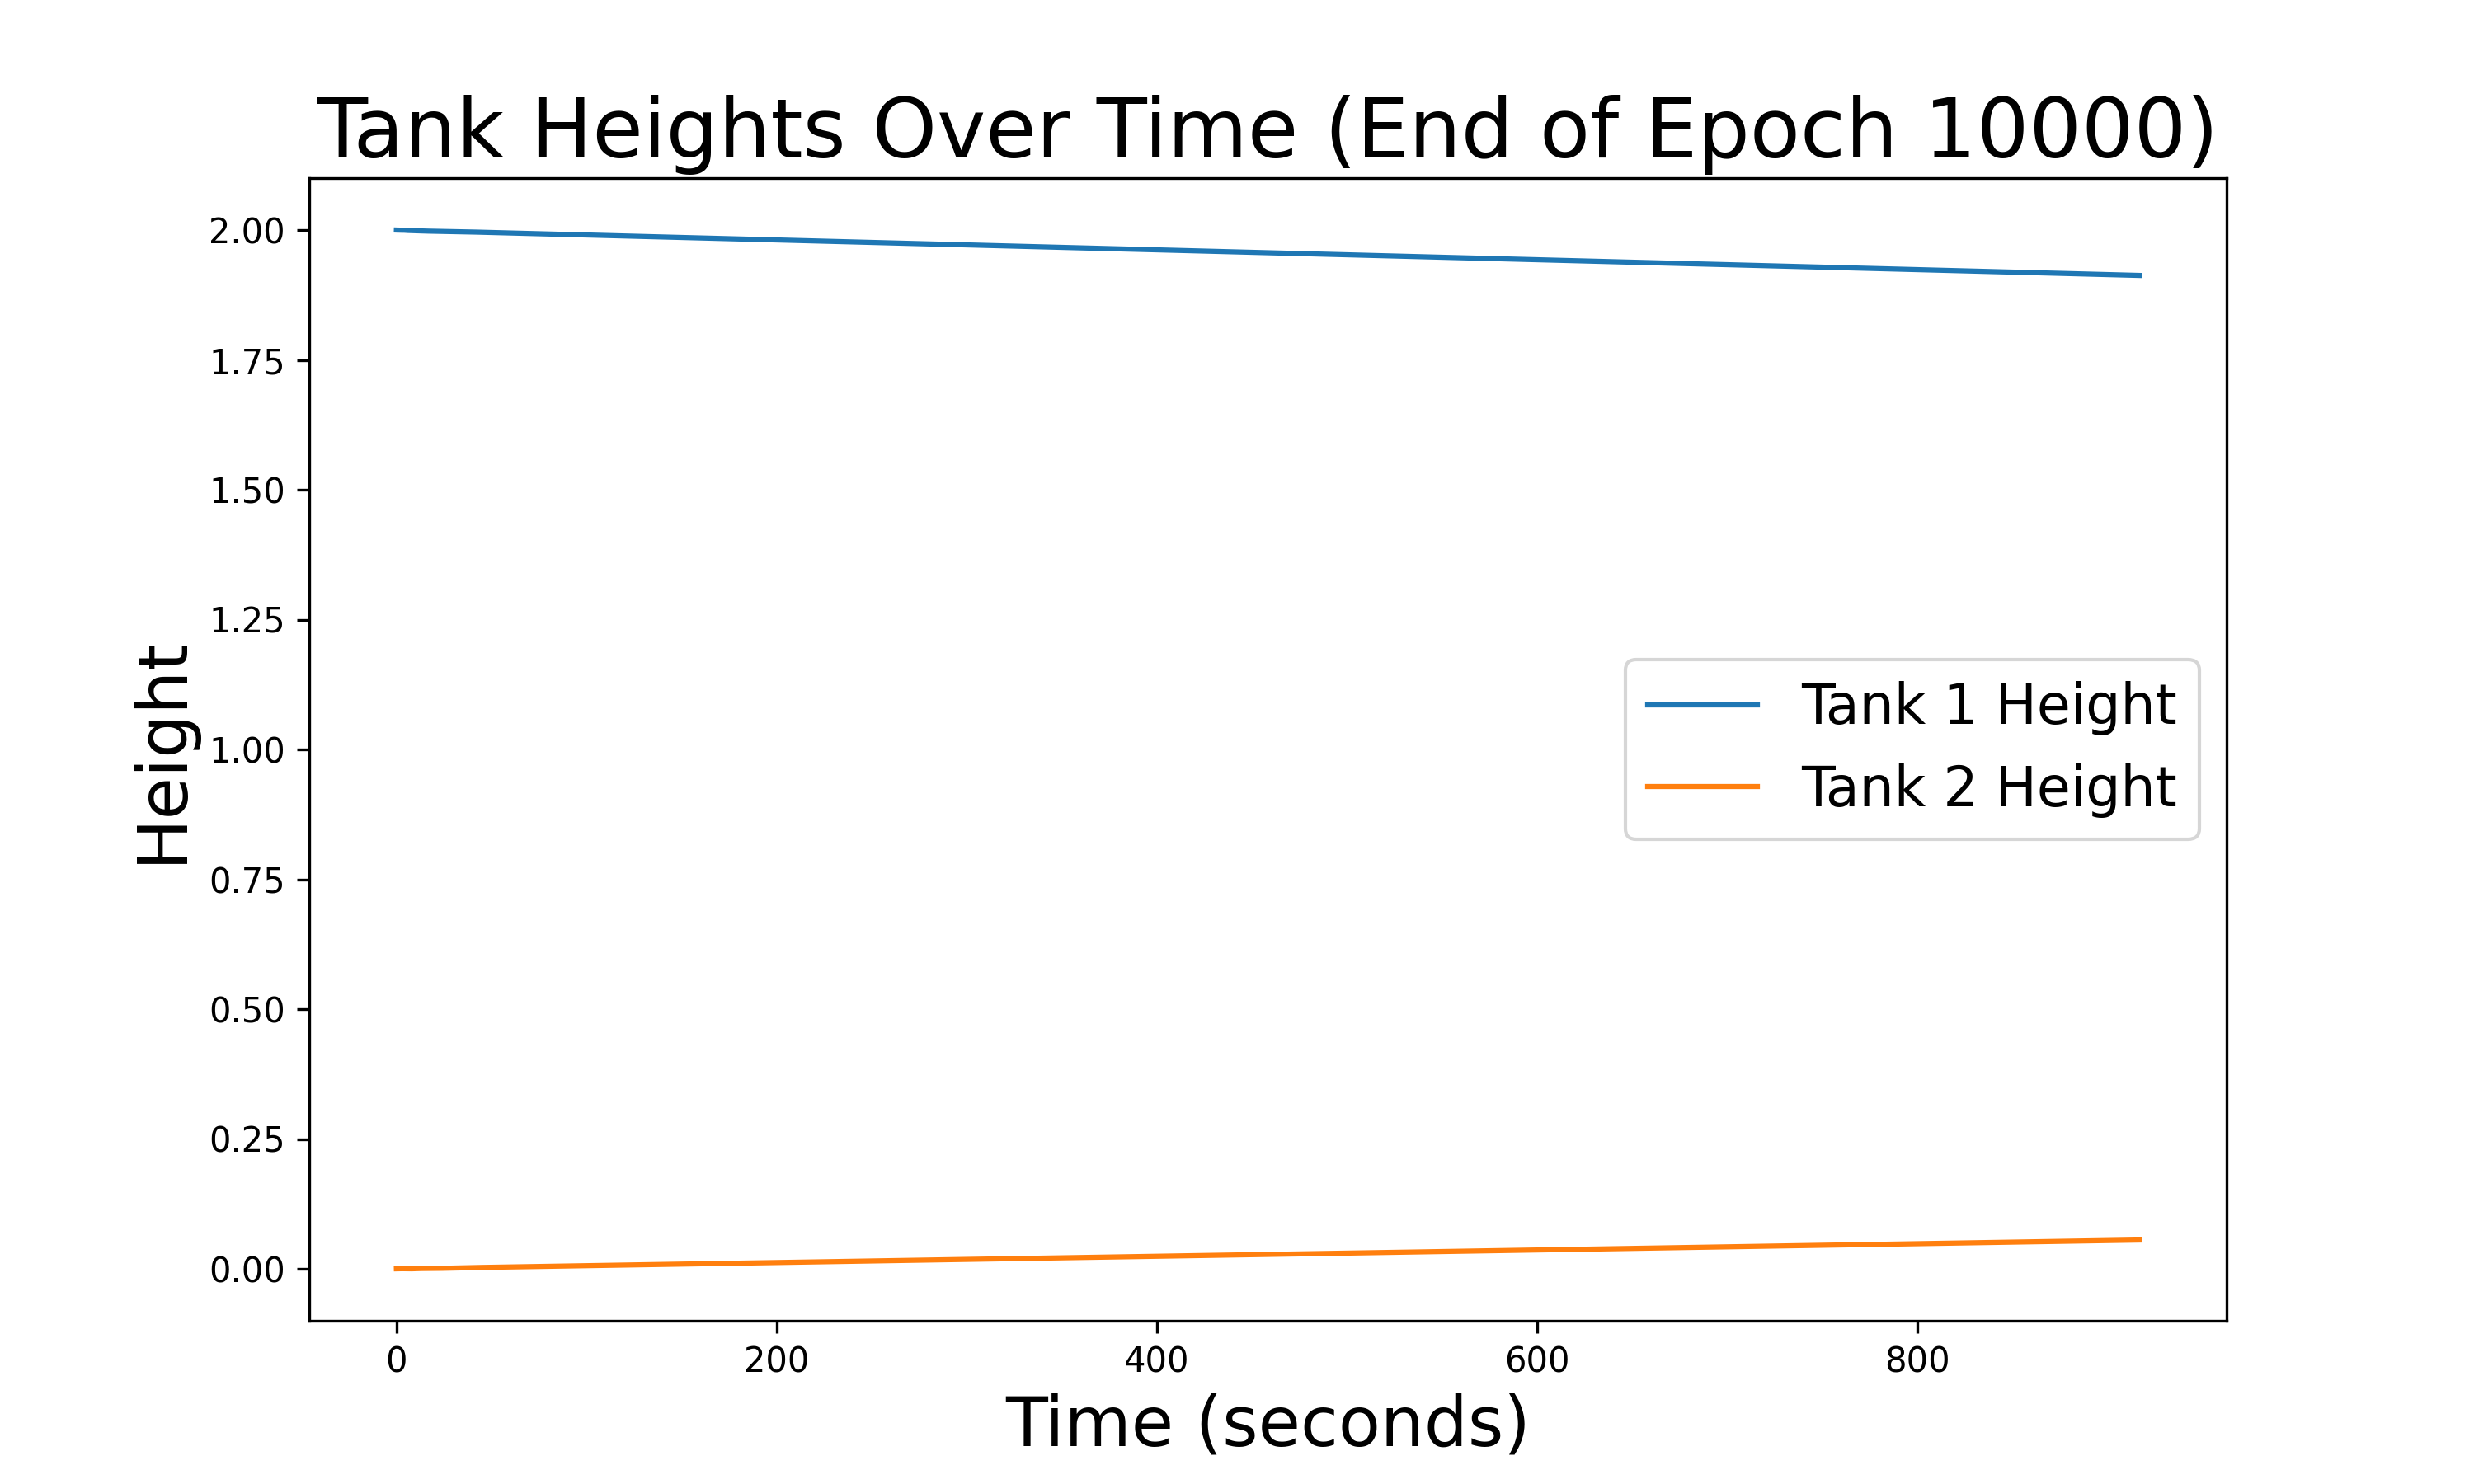 Tank Heights Over Time (End of Epoch 10000)
2.00
1.75
1.50
1.25
1.00
0.75
0.50
0.25
0.00
Height
Tank 1 Height
Tank 2 Height
0 200 400 600 800
Time (seconds)